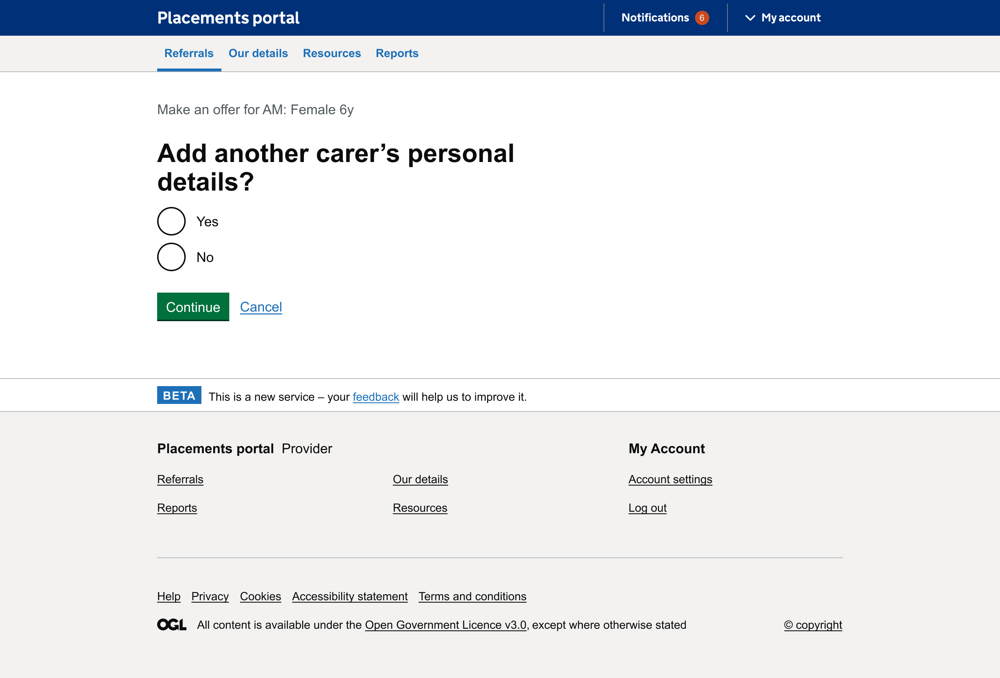 Placements portal
Notifications 6
My account
Referrals Our details Resources Reports
Make an offer for AM: Female 6y
Add another carer’s personal
details?
Yes
No
Continue Cancel
BETA This is a new service – your feedback will help us to improve it.
Placements portal Provider
My Account
Referrals Our details Account settings
Reports Resources Log out
Help Privacy Cookies Accessibility statement Terms and conditions
OGL All content is available under the Open Government Licence v3.0, except where otherwise stated © copyright